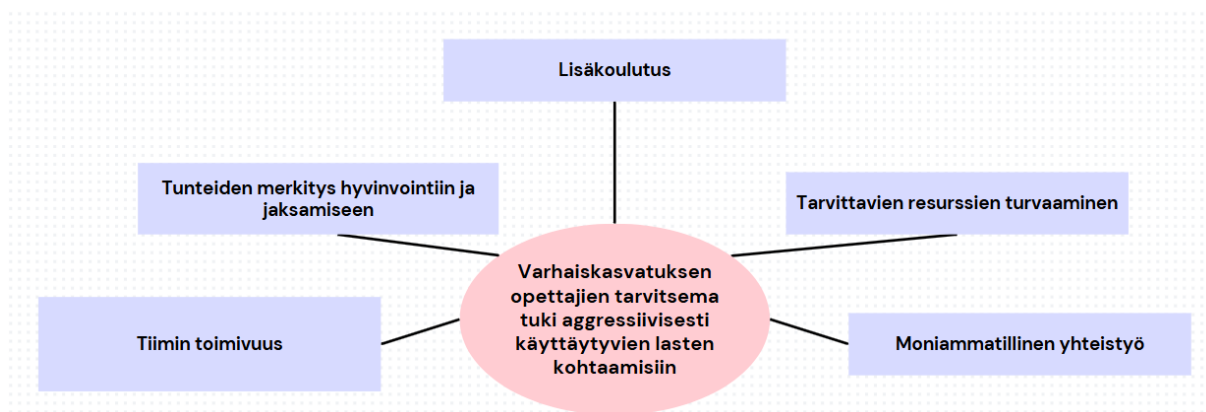 Lisäkoulutus
Tunteiden merkitys hyvinvointiin ja
jaksamiseen
Tarvittavien resurssien turvaaminen
Varhaiskasvatuksen
opettajien tarvitsema
tuki aggressiivisesti
käyttäytyvien lasten
kohtaamisiin
Tiimin toimivuus
Moniammatillinen yhteistyö